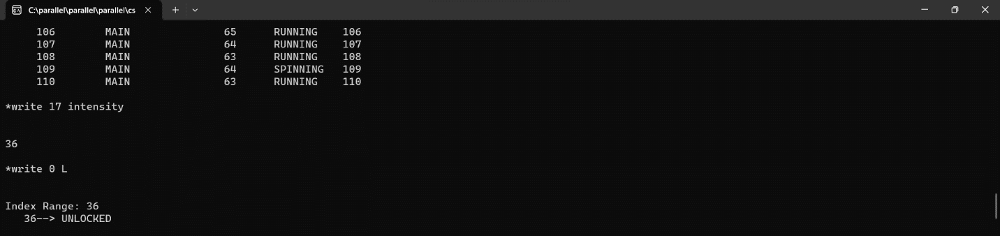 C:\parallel\parallel\parallel\cs
106 MAIN 65 RUNNING 106
107 MAIN 64 RUNNING 107
108 MAIN 63 RUNNING 108
109 MAIN 64 SPINNING 109
110 MAIN 63 RUNNING 110
*write 17 intensity
36
*write 0 L
Index Range: 36
36--> UNLOCKED